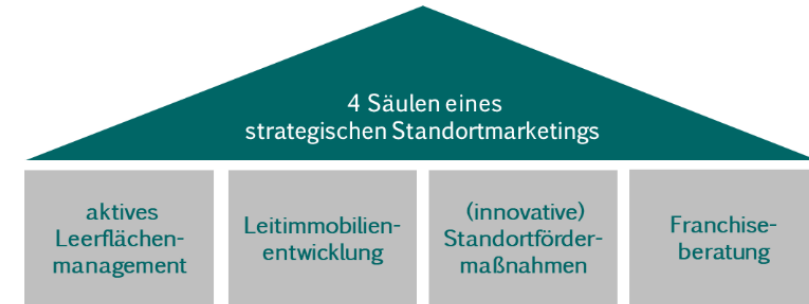 4 Säulen eines
strategischen Standortmarketings
aktives
Leerflächen-
management
Leitimmobilien-
entwicklung
(innovative)
Standortförder-
maßnahmen
Franchise-
beratung